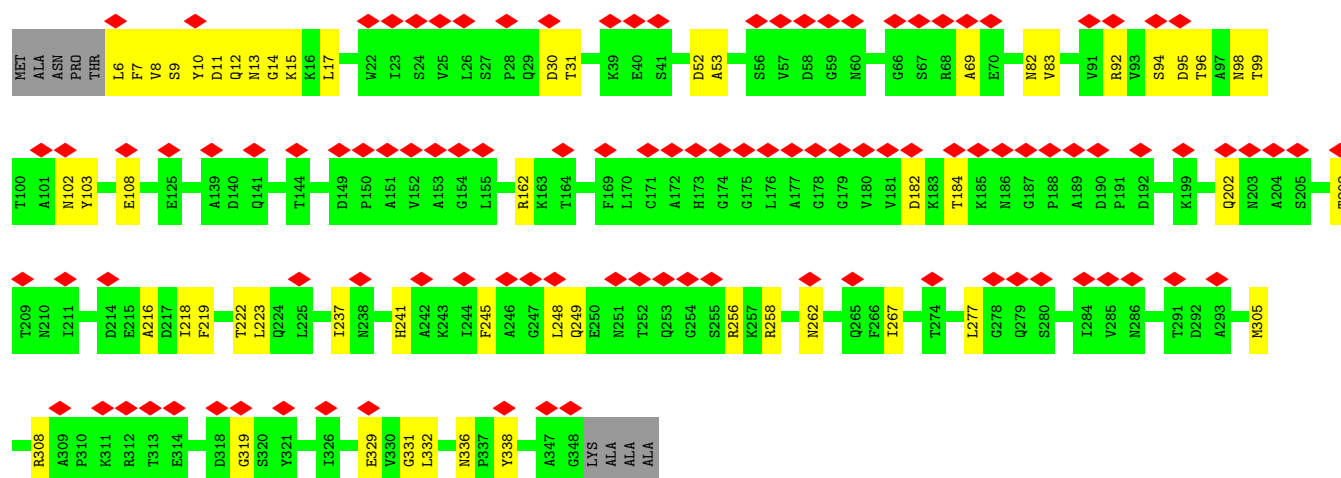 MET ALA ASN PRO THR L6 F7 V8 S9 Y10 D11 Q12 N13 G14 K15 K16 L17 W22 I23 S24 V25 L26 S27 P28 Q29 D30 T31 K39 E40 S41 D52 A53 S56 V57 D58 G59 N60 G66 S67 R68 A69 E70 N82 V83 V91 R92 V93 S94 D95 T96 A97 N98 T99
T100 A101 N102 Y103 E108 E125 A139 D140 Q141 T144 D149 P150 A151 V152 A153 G154 L155 R162 K163 T164 F169 L170 C171 A172 H173 G174 G175 L176 A177 G178 G179 V180 V181 D182 K183 T184 K185 N186 G187 P188 A189 D190 P191 D192 K199 Q202 N203 A204 S205
T209 N210 I211 D214 E215 A216 D217 I218 F219 T222 L223 Q224 L225 I237 N238 H241 A242 K243 I244 F245 A246 G247 L248 Q249 E250 N251 T252 Q253 G254 S255 R256 K257 R258 N262 Q265 F266 I267 T274 L277 G278 Q279 S280 I284 V285 N286 T291 D292 A293 M305
R308 A309 P310 K311 R312 T313 E314 D318 G319 S320 Y321 I326 E329 V330 G331 L332 N336 P337 Y338 A347 G348 LYS ALA ALA ALA